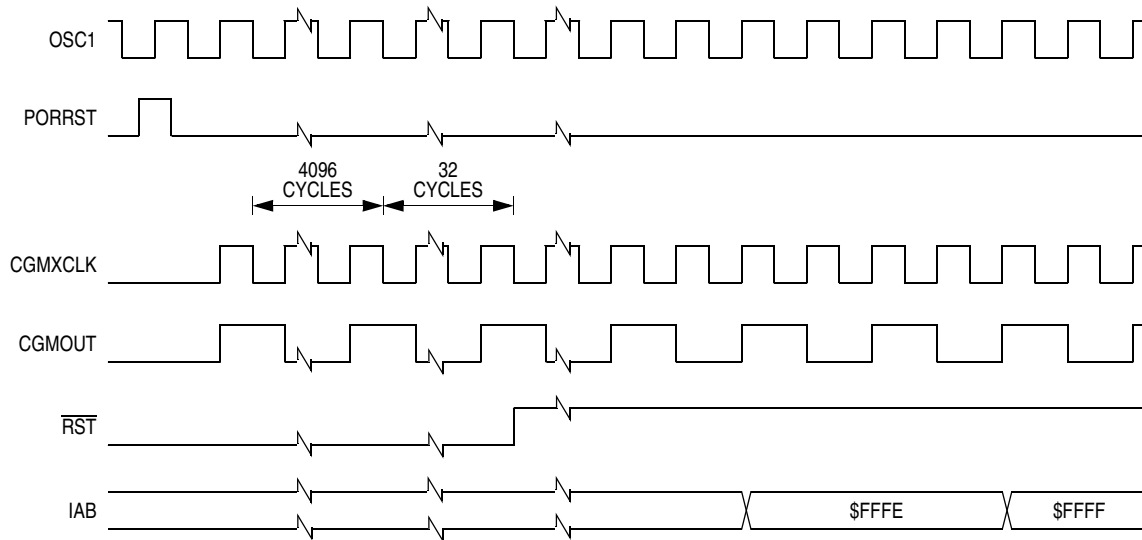 OSC1
PORRST
4096
CYCLES
32
CYCLES
CGMXCLK
CGMOUT
RST
IAB
$FFFE
$FFFF